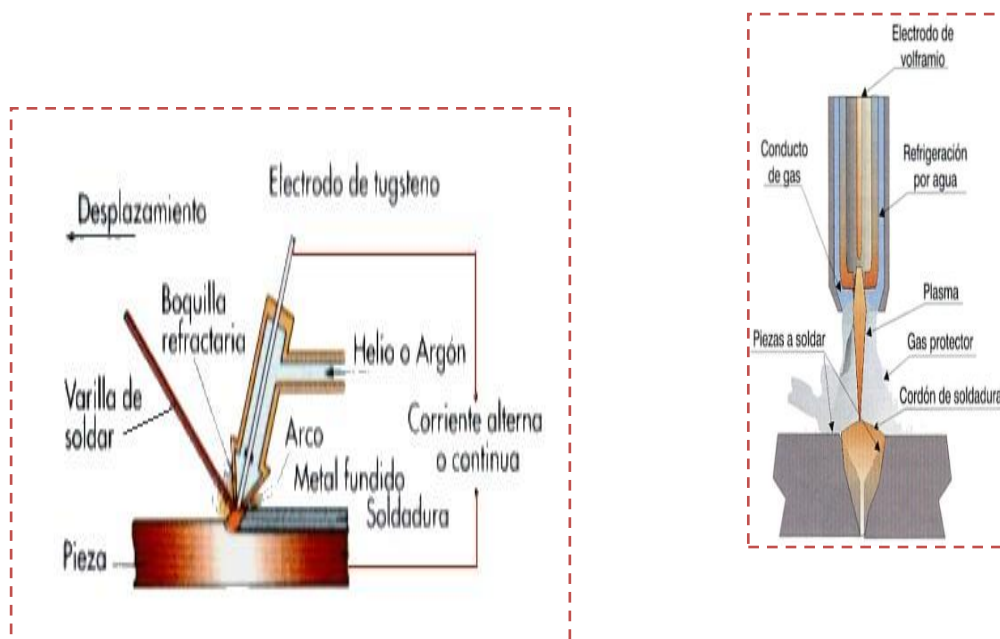 Electrodo de tugsteno
Desplazamiento
Boquilla
refractaria
Helio o Argón
Varilla de
soldar
Arco
Corriente alterna
o continua
Metal fundido
Soldadura
Pieza
Electrodo de
volframio
Conducto
de gas
Refrigeración
por agua
Plasma
Piezas a soldar
Gas protector
Cordón de soldadura